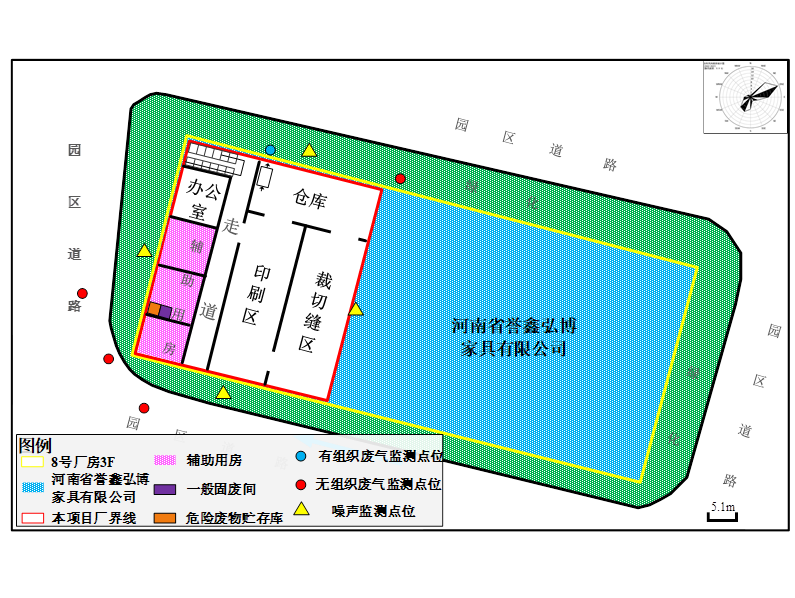 园区道路
园区道路
绿化
仓库
办公
室
走道
辅助用房
印刷区
裁切缝区
河南省誉鑫弘博
家具有限公司
绿化
园区道路
园区道路
图例
8号厂房3F
河南省誉鑫弘博
家具有限公司
本项目厂界线
辅助用房
一般固废间
危险废物贮存库
有组织废气监测点位
无组织废气监测点位
噪声监测点位
5.1m